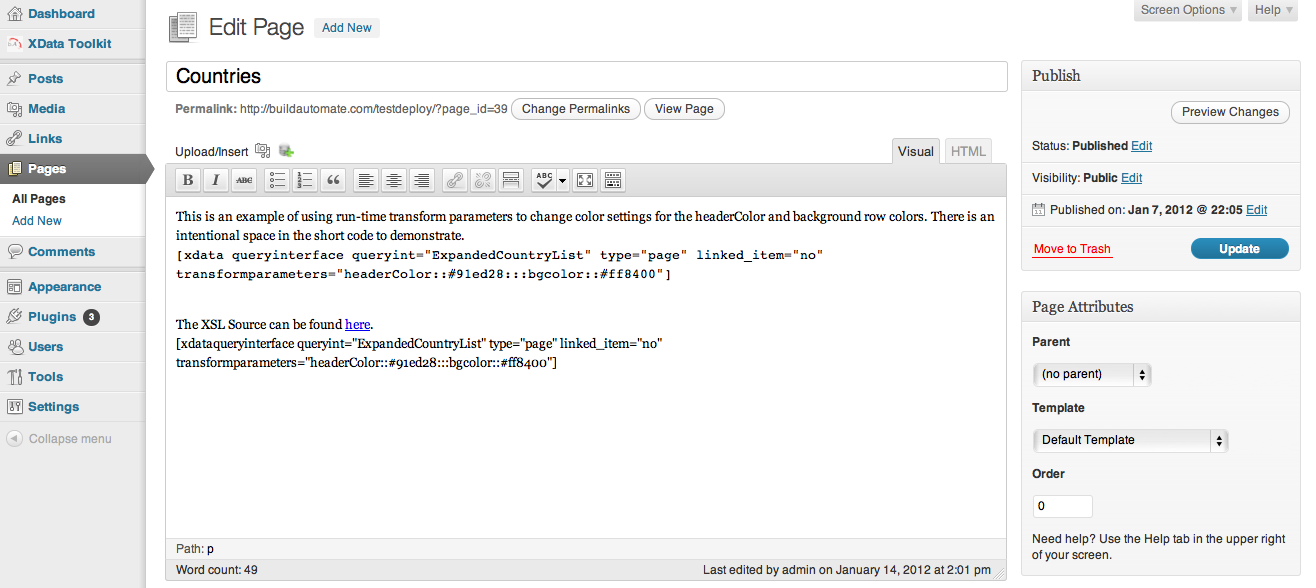 Dashboard
XData Toolkit
Posts
Media
Links
Pages
All Pages
Add New
Comments
Appearance
Plugins 3
Users
Tools
Settings
Collapse menu
Screen Options
Help
Edit Page Add New
Countries
Permalink: http://buildautomate.com/testdeploy/?page_id=39 Change Permalinks View Page
Upload/Insert
Visual HTML
B I ABC “ ABC
This is an example of using run-time transform parameters to change color settings for the headerColor and background row colors. There is an
intentional space in the short code to demonstrate.
[xdata queryinterface queryint="ExpandedCountryList" type="page" linked_item="no"
transformparameters="headerColor::#91ed28:::bgcolor::#ff8400"]
The XSL Source can be found here.
[xdataqueryinterface queryint="ExpandedCountryList" type="page" linked_item="no"
transformparameters="headerColor::#91ed28:::bgcolor::#ff8400"]
Path: p
Word count: 49
Last edited by admin on January 14, 2012 at 2:01 pm
Publish
Preview Changes
Status: Published Edit
Visibility: Public Edit
Published on: Jan 7, 2012 @ 22:05 Edit
Move to Trash Update
Page Attributes
Parent
(no parent)
Template
Default Template
Order
0
Need help? Use the Help tab in the upper right
of your screen.